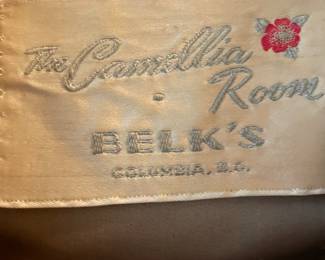 The Camellia
Room
BELK'S
COLUMBIA, S.C.